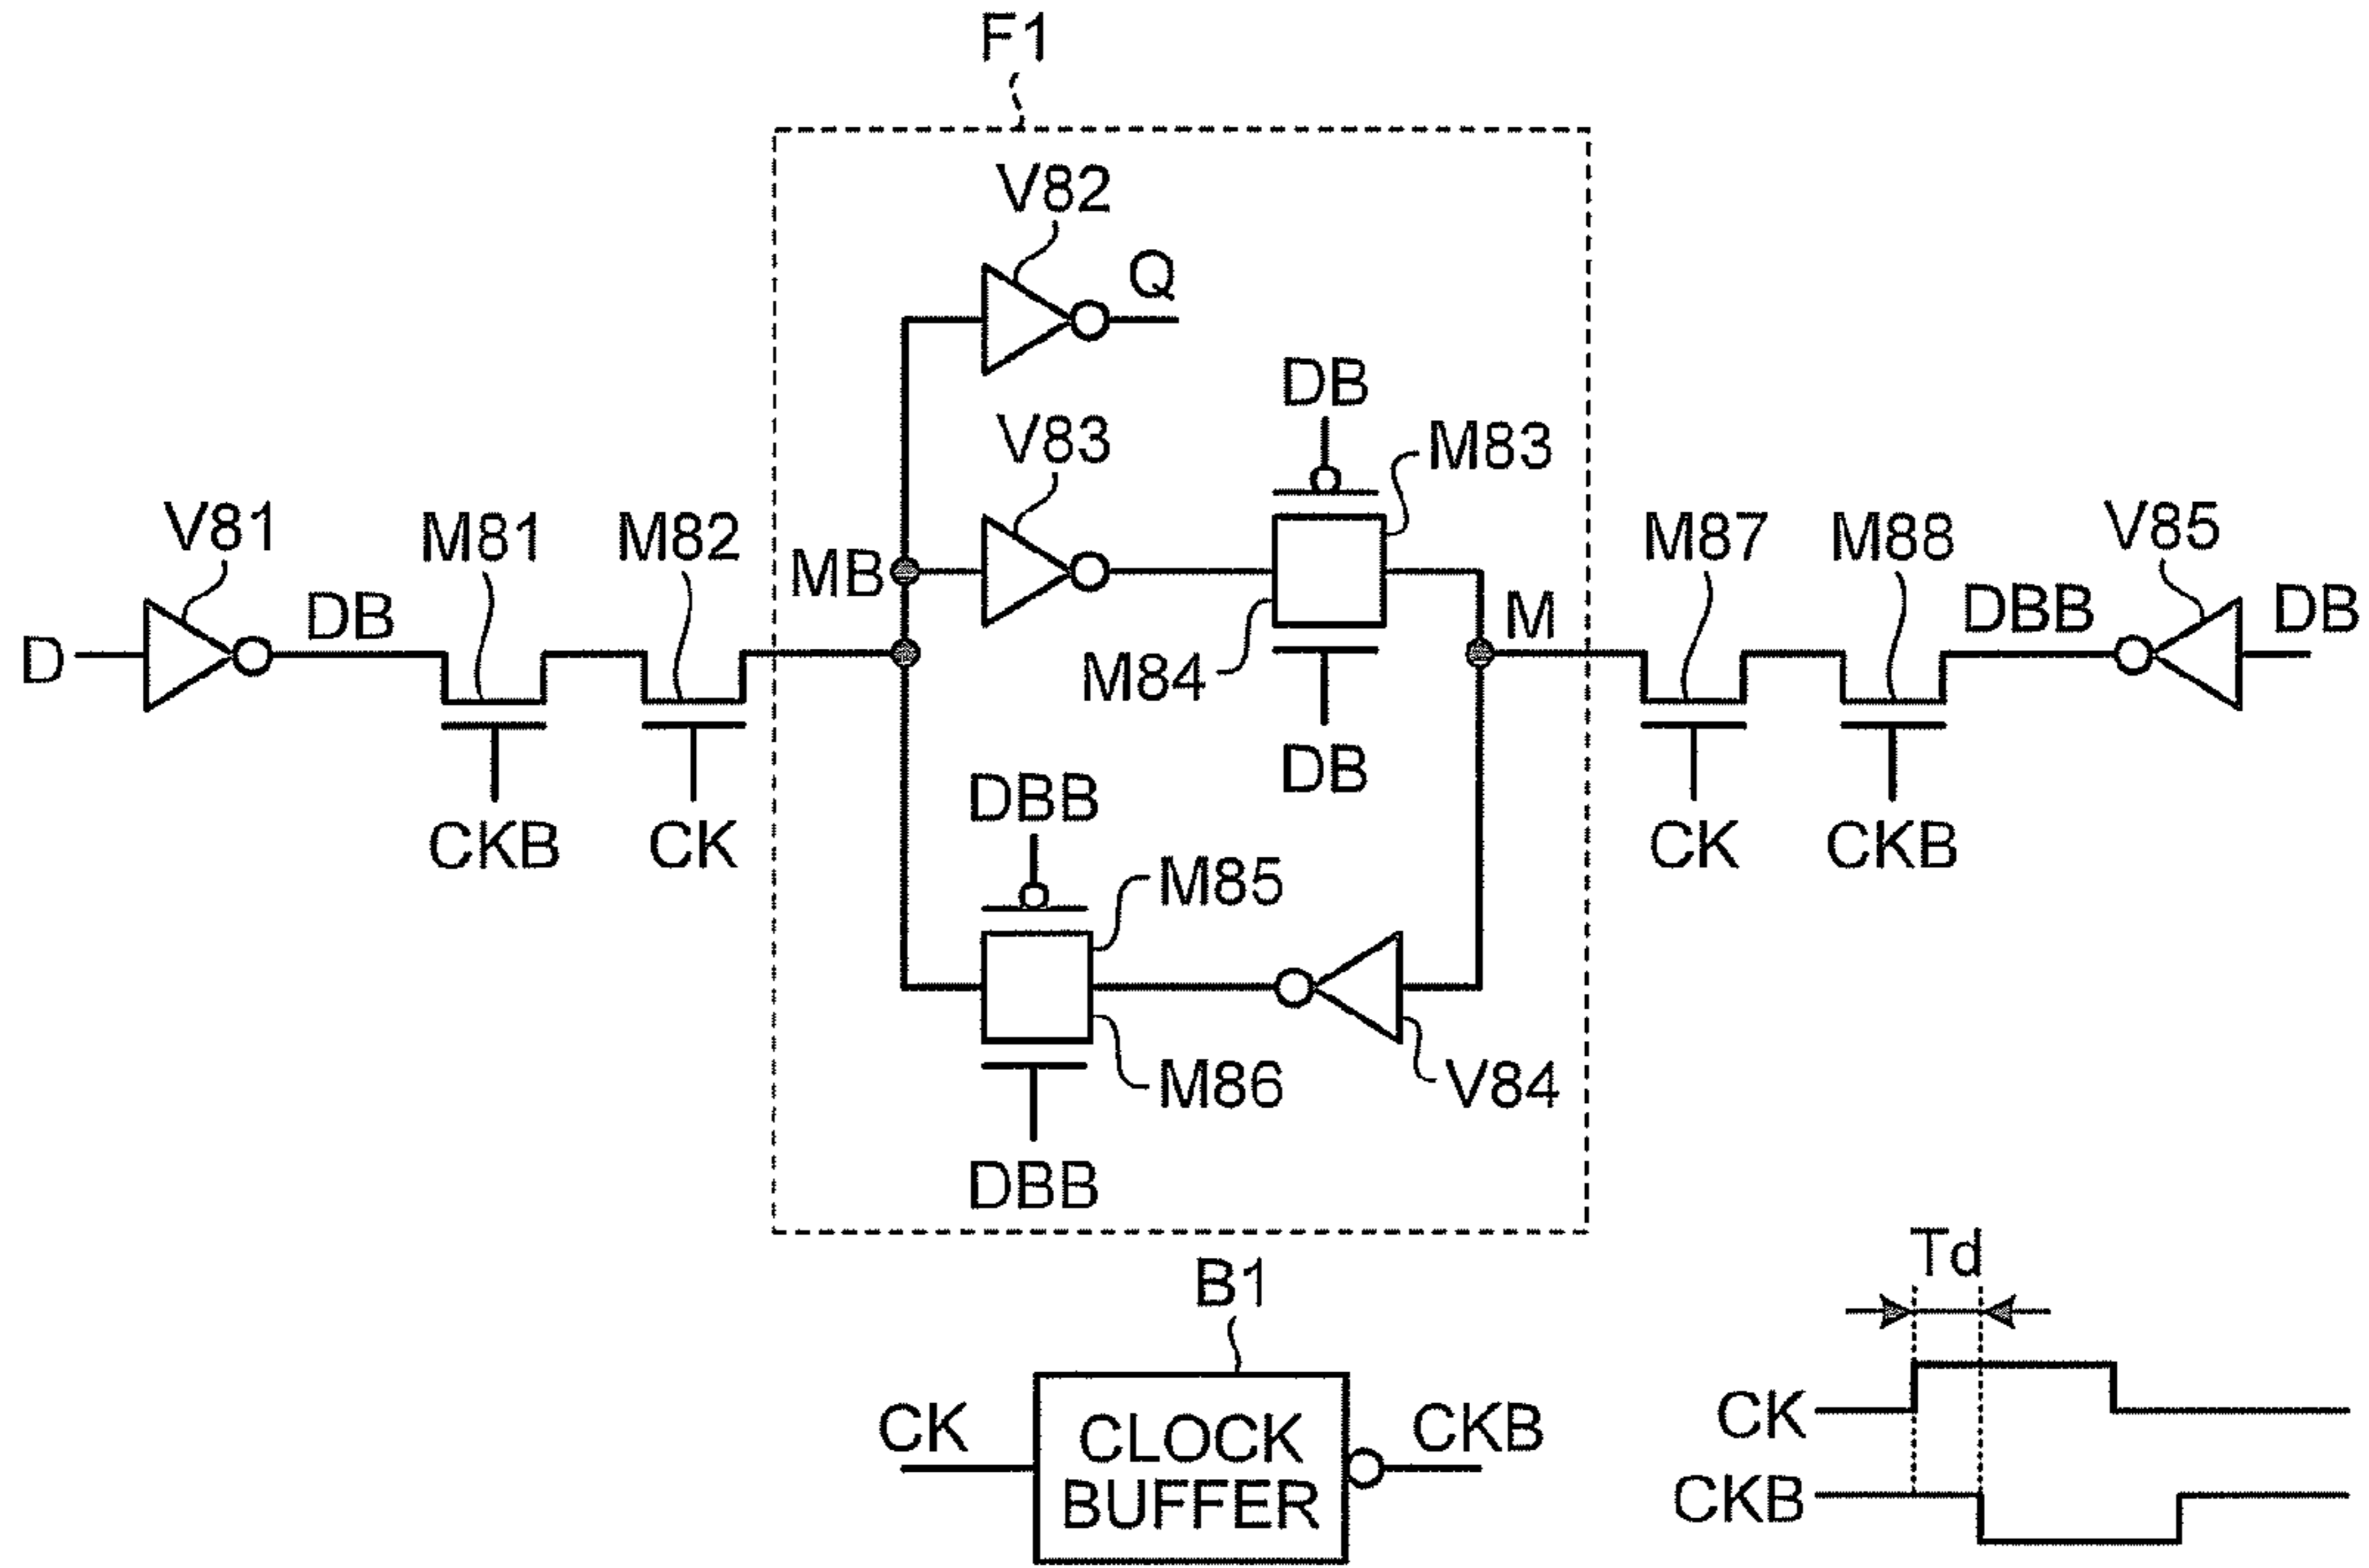 F1
V82
Q
DB
V83
M83
V81
M81
M82
MB
M87
M88
V85
D
DB
M84
M
DBB
DB
DB
DBB
CKB
CK
CK
CKB
M85
M86
V84
DBB
B1
Td
CK
CLOCK
BUFFER
CKB
CK
CKB